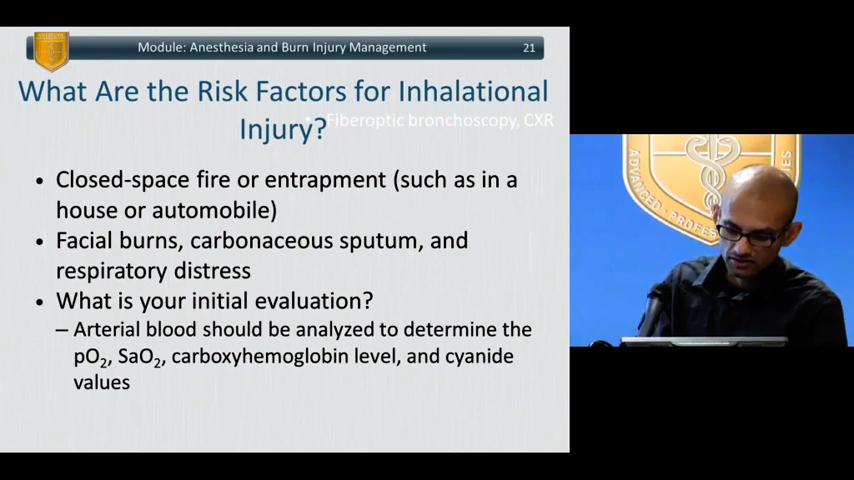 Module: Anesthesia and Burn Injury Management 21
What Are the Risk Factors for Inhalational
Injury?
• Fiberoptic bronchoscopy, CXR
• Closed-space fire or entrapment (such as in a
house or automobile)
• Facial burns, carbonaceous sputum, and
respiratory distress
• What is your initial evaluation?
– Arterial blood should be analyzed to determine the
pO₂, SaO₂, carboxyhemoglobin level, and cyanide
values
ADVANCED · PROFES